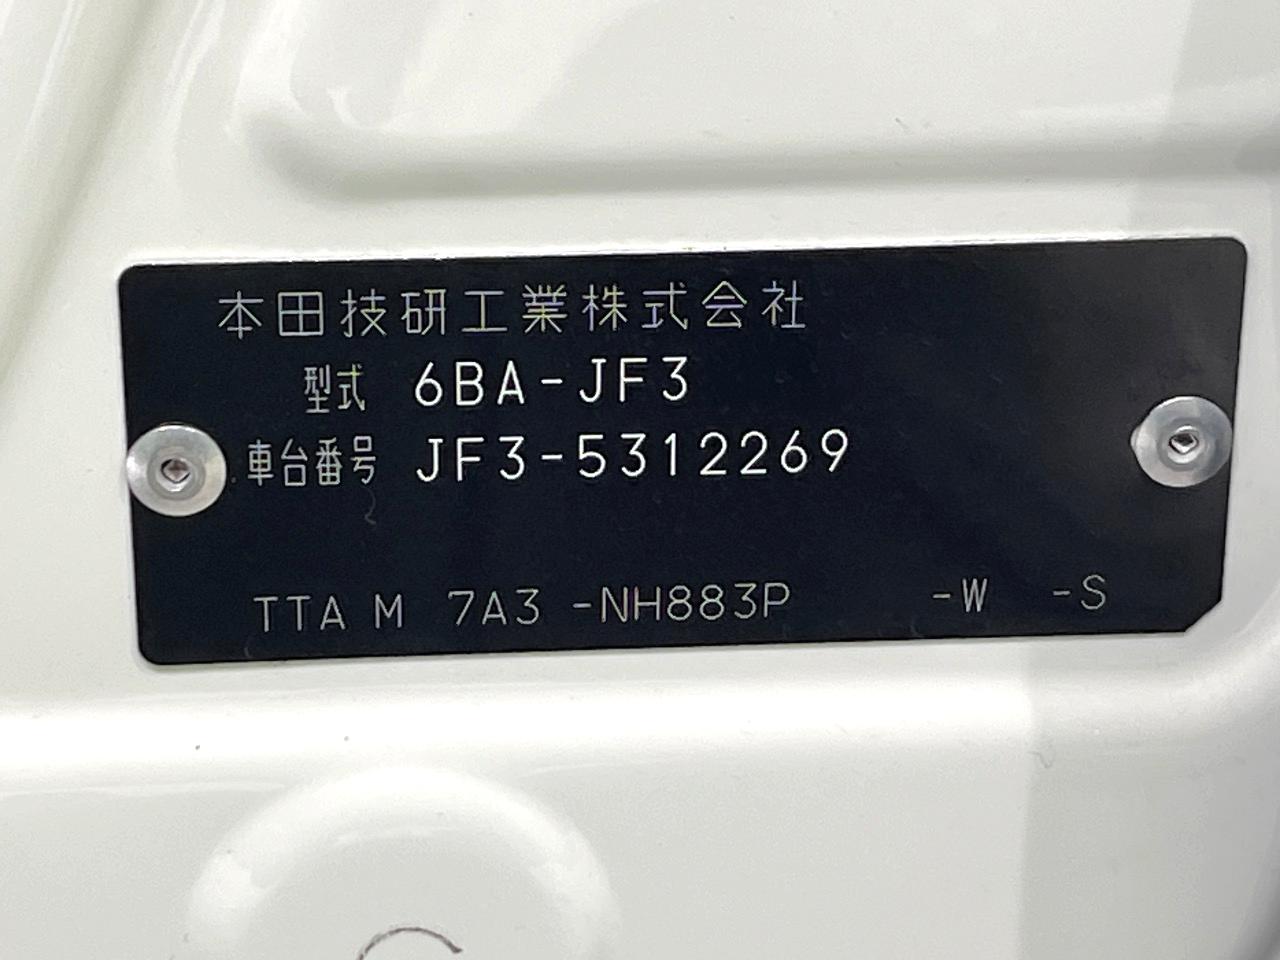 本田技研工業株式会社
型式 6BA-JF3
車台番号 JF3-5312269
TTA M 7A3 -NH883P -W -S